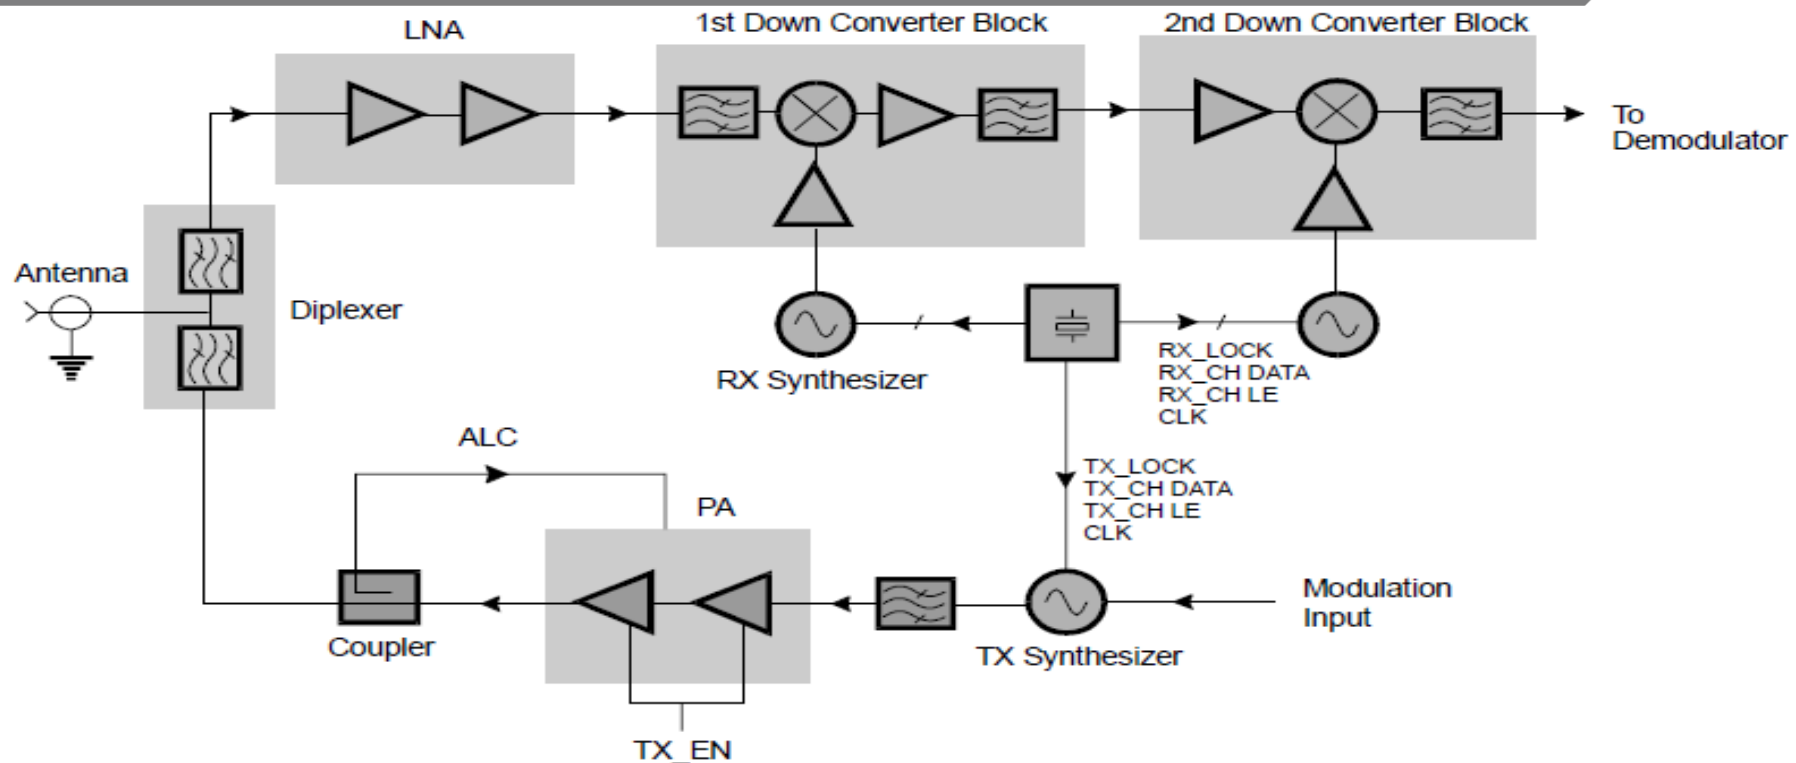 LNA
1st Down Converter Block
2nd Down Converter Block
To
Demodulator
Antenna
Diplexer
RX Synthesizer
RX_LOCK
RX_CH DATA
RX_CH LE
CLK
ALC
TX_LOCK
TX_CH DATA
TX_CH LE
CLK
PA
Modulation
Input
Coupler
TX Synthesizer
TX_EN